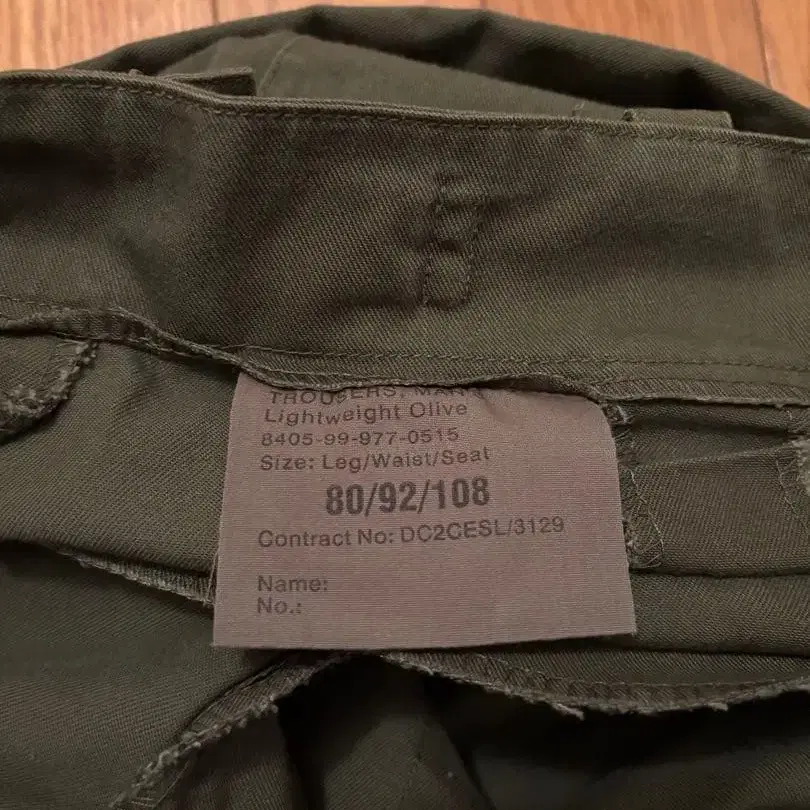 TROUSERS, MAN
Lightweight Olive
8405-99-977-0515
Size: Leg/Waist/Seat
80/92/108
Contract No: DC2CESL/3129
Name:
No.: